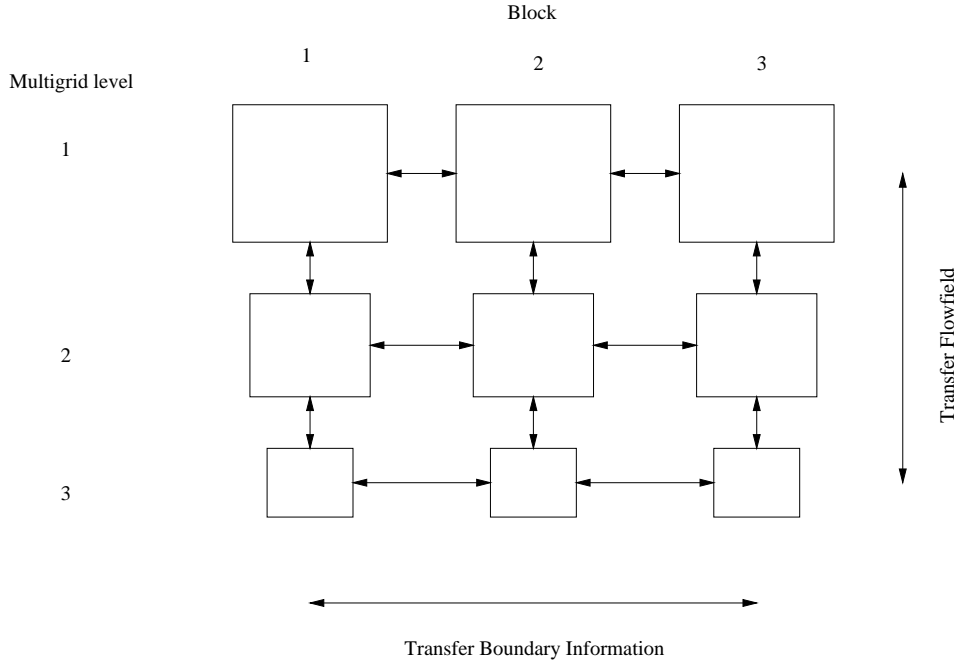 Block
1
2
3
Multigrid level
1
2
3
Transfer Flowfield
Transfer Boundary Information